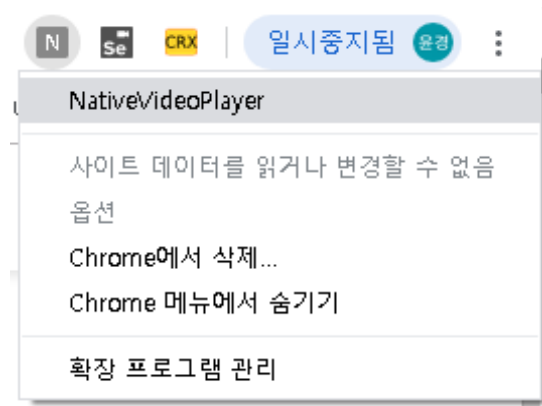 N Se CRX 일시중지됨 윤경
NativeVideoPlayer
사이트 데이터를 읽거나 변경할 수 없음
옵션
Chrome에서 삭제...
Chrome 메뉴에서 숨기기
확장 프로그램 관리